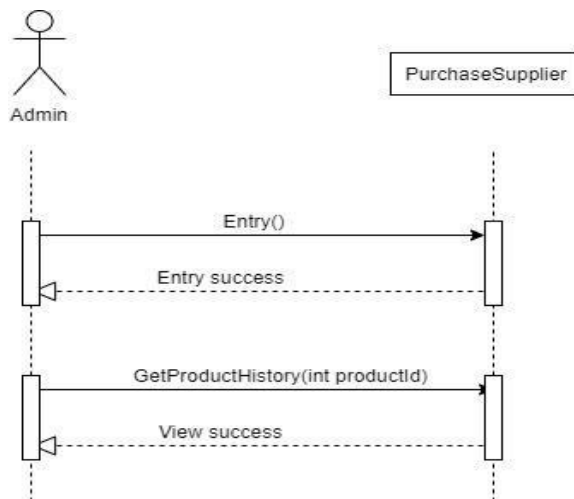 PurchaseSupplier
Admin
Entry()
Entry success
GetProductHistory(int productId)
View success